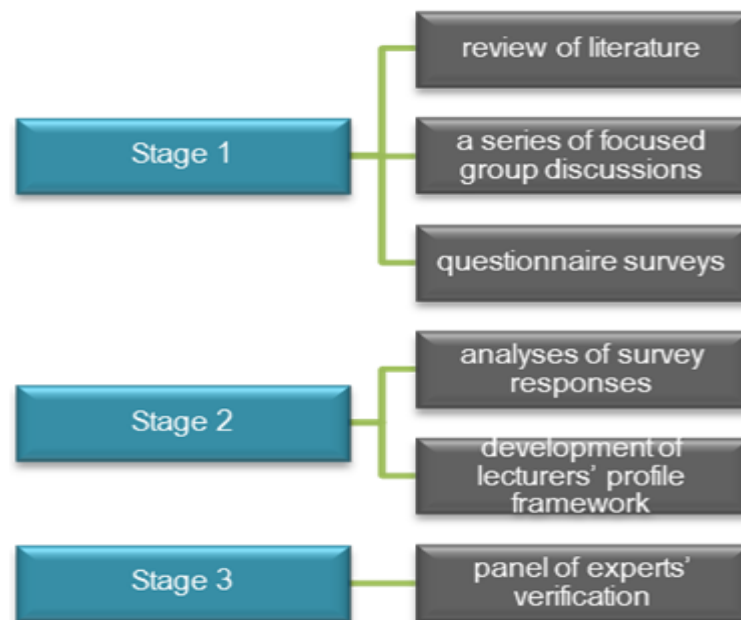 Stage 1
review of literature
a series of focused
group discussions
questionnaire surveys
Stage 2
analyses of survey
responses
development of
lecturers’ profile
framework
Stage 3
panel of experts’
verification